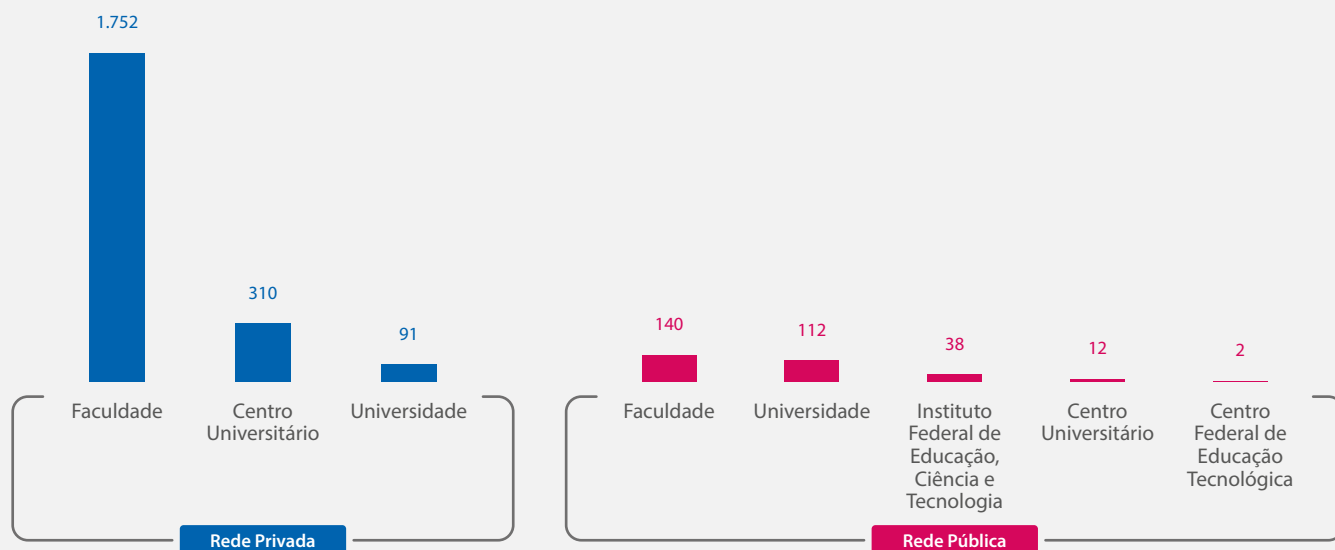 1.752
310
91
140
112
38
12
2
Faculdade
Centro
Universitário
Universidade
Faculdade
Universidade
Instituto
Federal de
Educação,
Ciência e
Tecnologia
Centro
Universitário
Centro
Federal de
Educação
Tecnológica
Rede Privada
Rede Pública